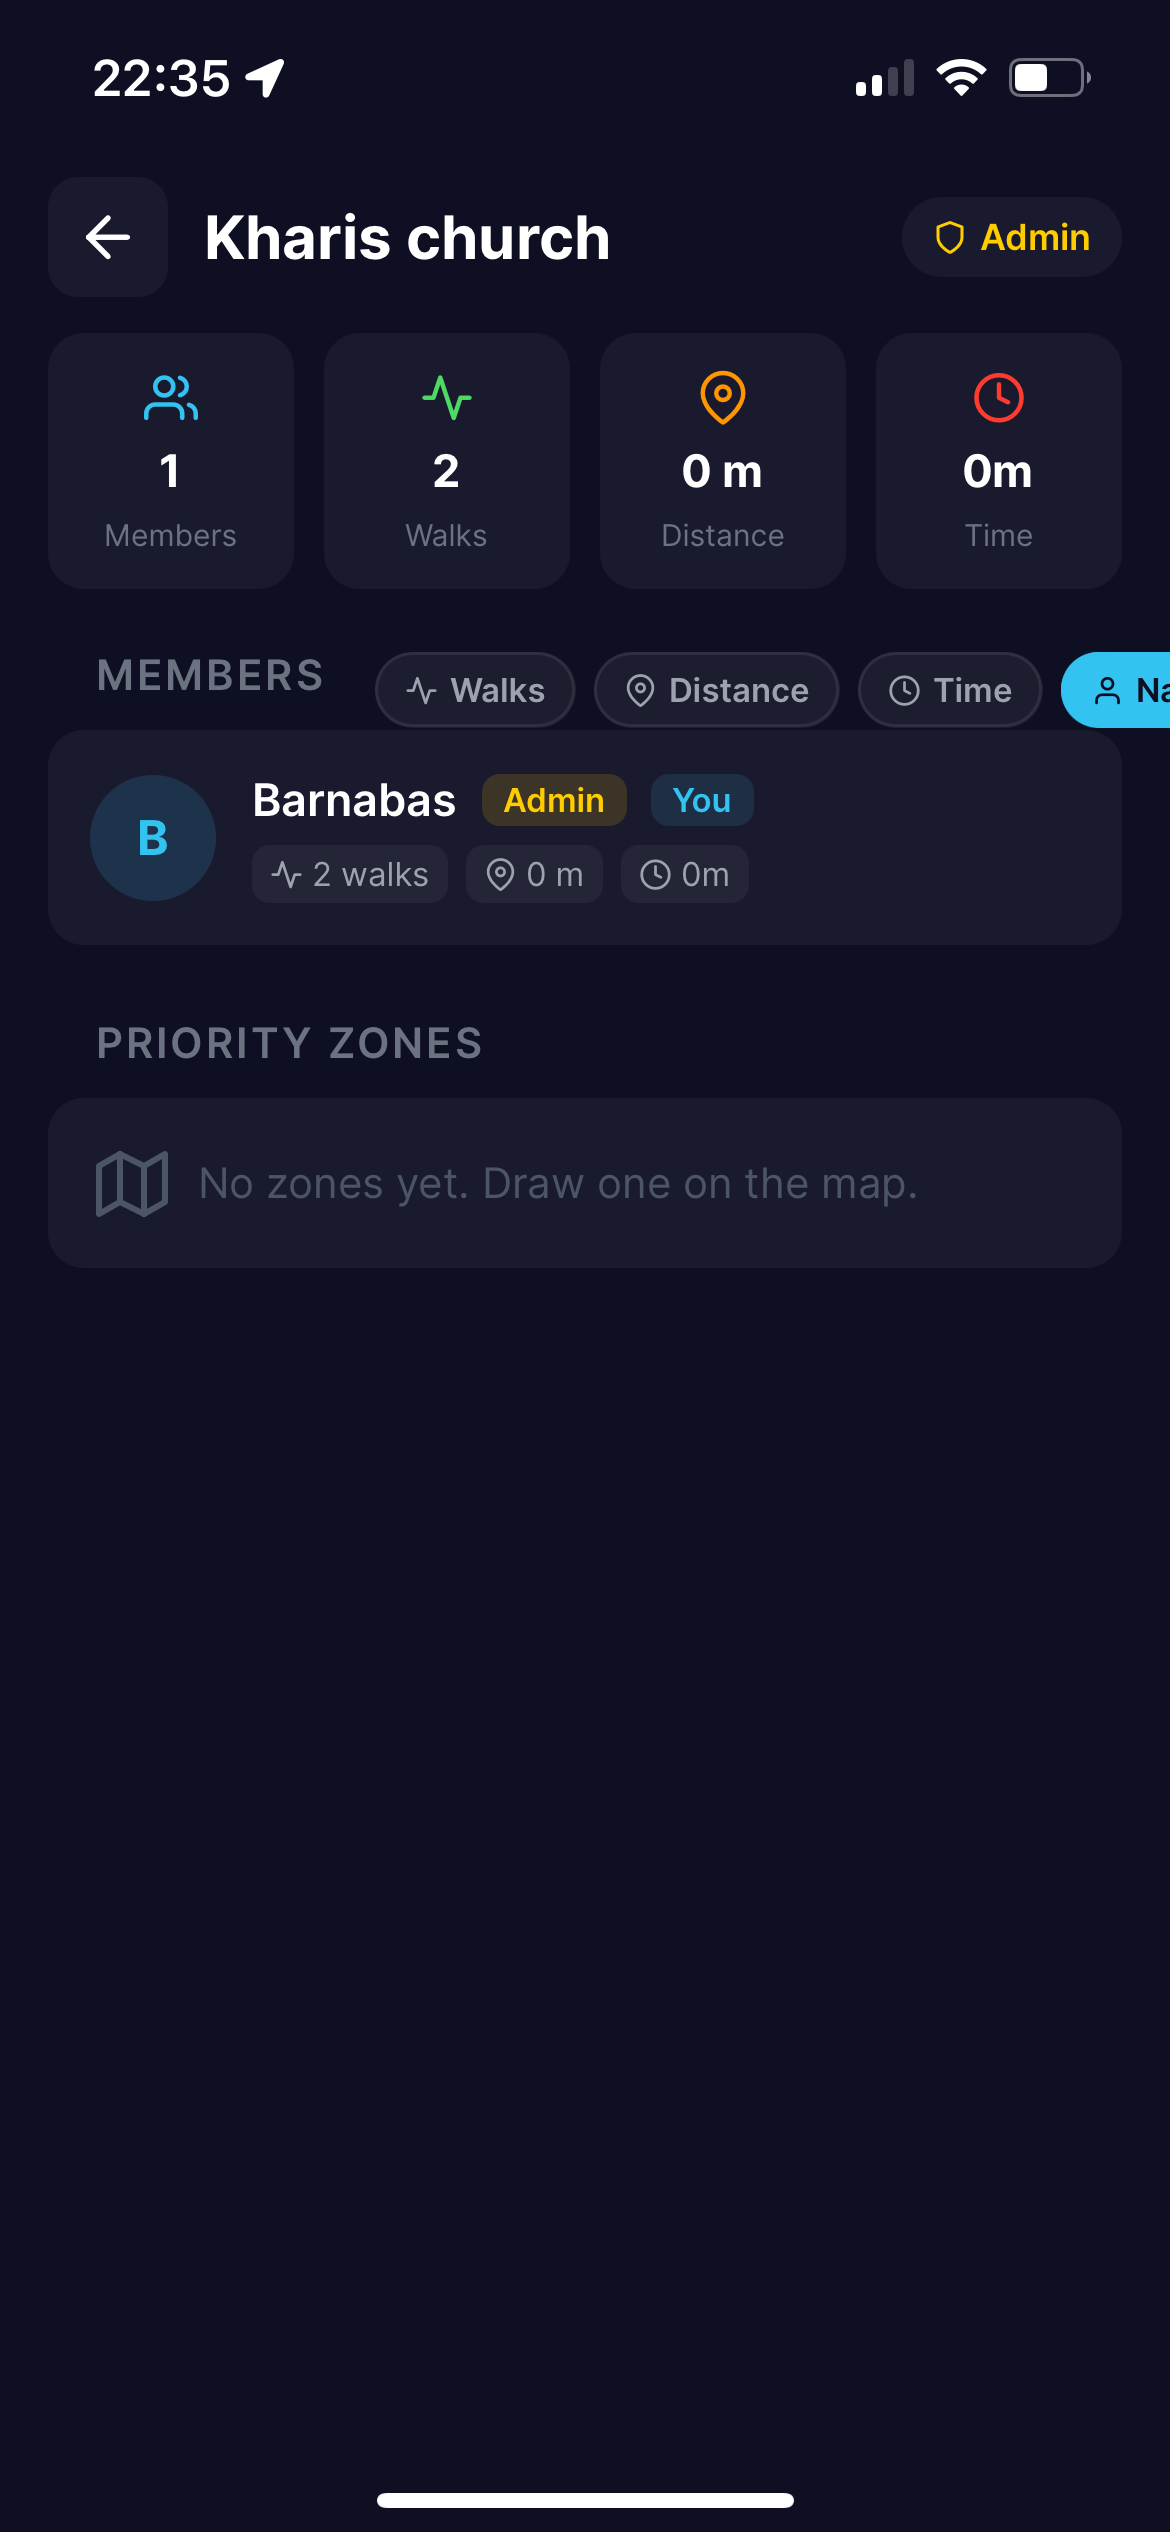 22:35
Kharis church
Admin
1
Members
2
Walks
0 m
Distance
0m
Time
MEMBERS
Walks
Distance
Time
Na
B
Barnabas
Admin
You
2 walks
0 m
0m
PRIORITY ZONES
No zones yet. Draw one on the map.